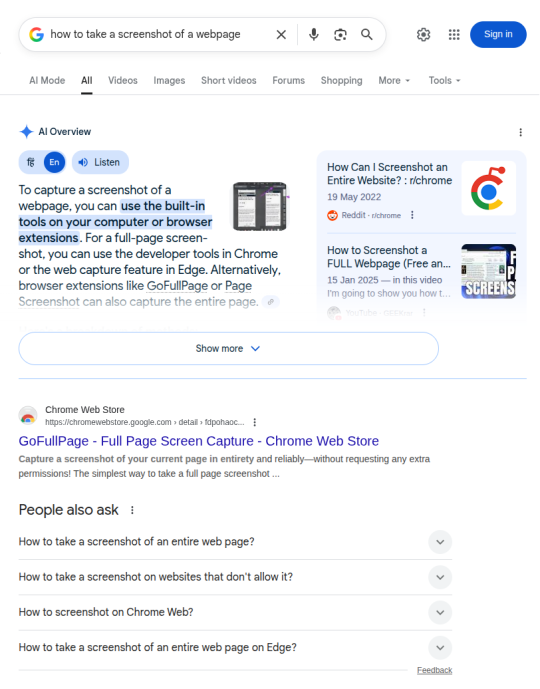 how to take a screenshot of a webpage
Sign in
AI Mode All Videos Images Short videos Forums Shopping More Tools
AI Overview
हिं En Listen
To capture a screenshot of a
webpage, you can use the built-in
tools on your computer or browser
extensions. For a full-page screen-
shot, you can use the developer tools in Chrome
or the web capture feature in Edge. Alternatively,
browser extensions like GoFullPage or Page
Screenshot can also capture the entire page.
How Can I Screenshot an
Entire Website? : r/chrome
19 May 2022
Reddit · r/chrome
How to Screenshot a
FULL Webpage (Free an...
15 Jan 2025 — in this video
I'm going to show you how t...
YouTube
SCREENS
Show more
Chrome Web Store
https://chromewebstore.google.com › detail › fdpohaoc...
GoFullPage - Full Page Screen Capture - Chrome Web Store
Capture a screenshot of your current page in entirety and reliably—without requesting any extra
permissions! The simplest way to take a full page screenshot ...
People also ask
How to take a screenshot of an entire web page?
How to take a screenshot on websites that don't allow it?
How to screenshot on Chrome Web?
How to take a screenshot of an entire web page on Edge?
Feedback